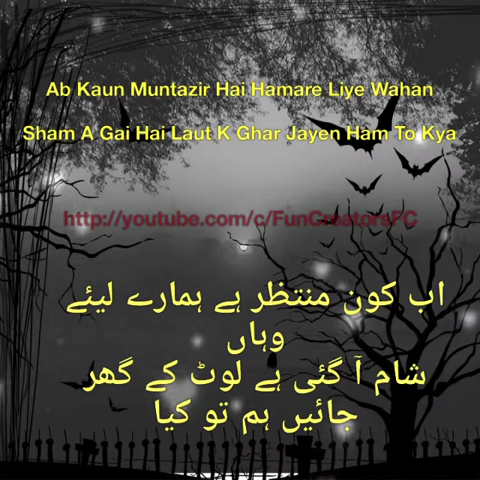 Ab Kaun Muntazir Hai Hamare Liye Wahan
Sham A Gai Hai Laut K Ghar Jayen Ham To Kya
http://youtube.com/c/FunCreatorsFC
اب کون منتظر ہے ہمارے لیئے
وہاں
شام آ گئی ہے لوٹ کے گھر
جائیں ہم تو کیا